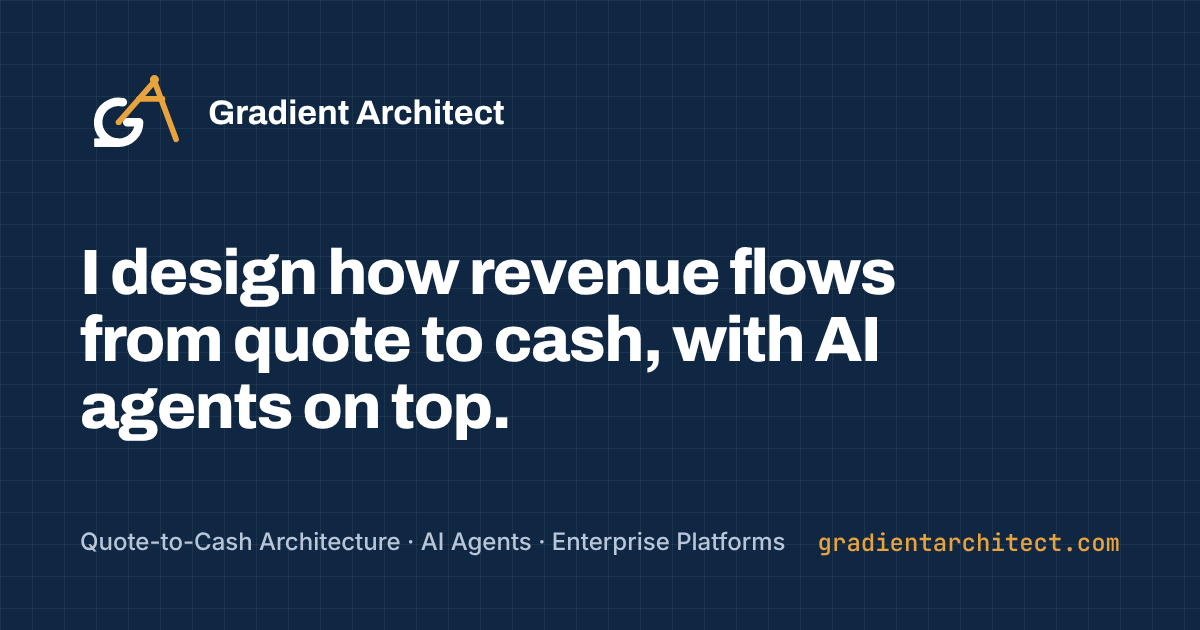 GA
Gradient Architect
I design how revenue flows
from quote to cash, with AI
agents on top.
Quote-to-Cash Architecture · AI Agents · Enterprise Platforms
gradientarchitect.com